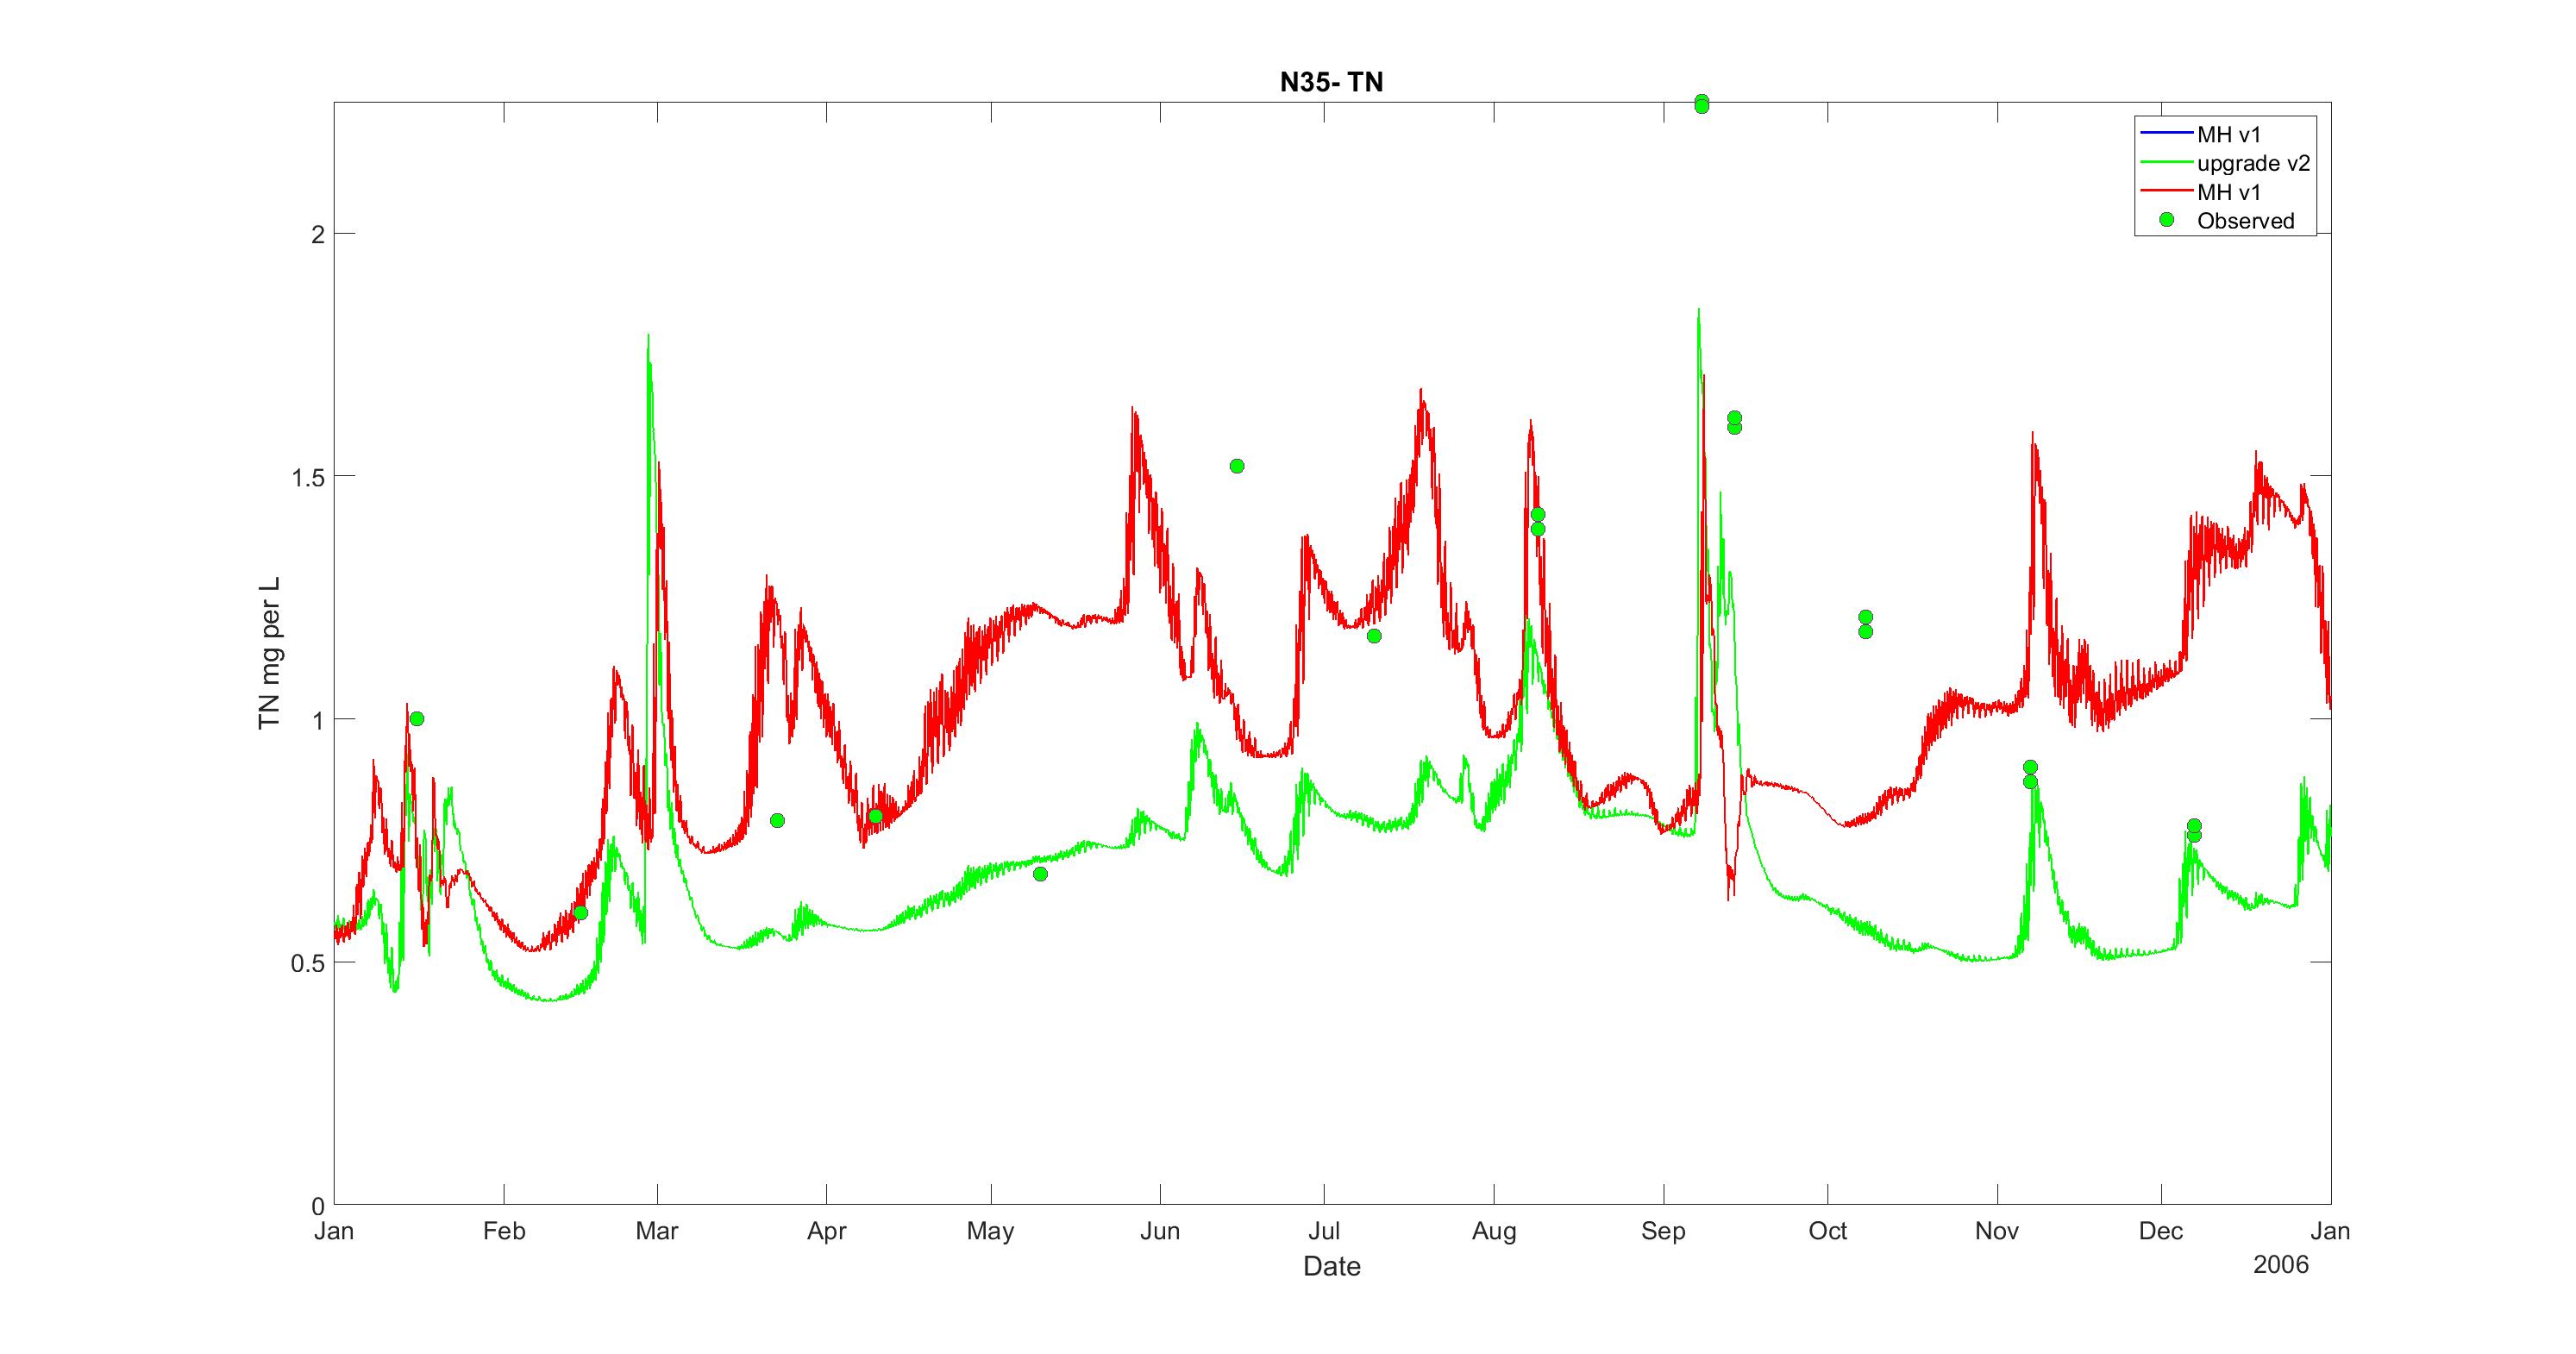 N35- TN
MH v1
upgrade v2
MH v1
Observed
2
1.5
1
0.5
0
TN mg per L
Jan Feb Mar Apr May Jun Jul Aug Sep Oct Nov Dec Jan
Date
2006